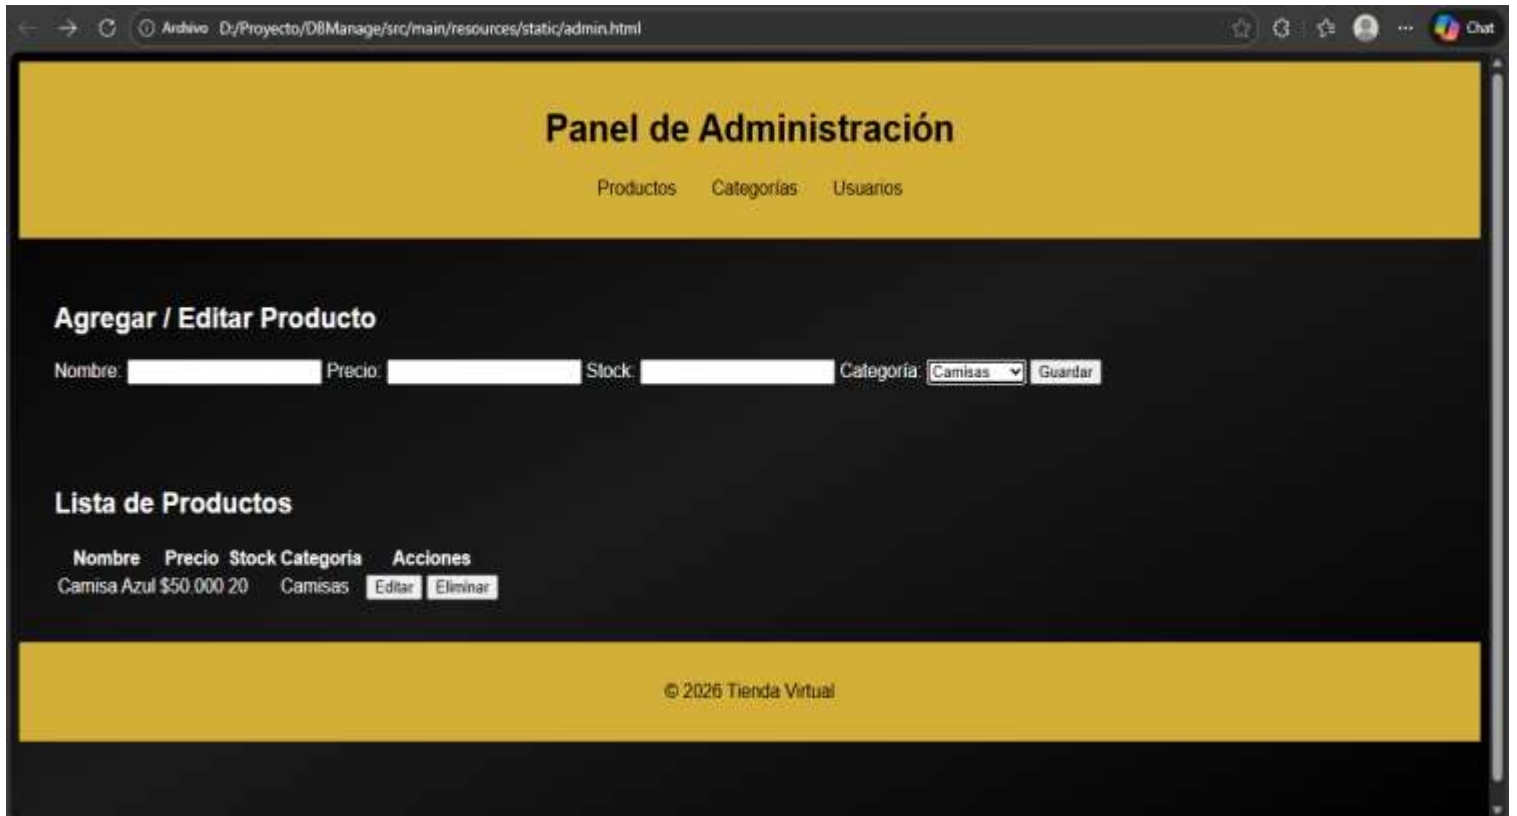 Archivo D:/Proyecto/DBManage/src/main/resources/static/admin.html
Chat
Panel de Administración
Productos Categorías Usuarios
Agregar / Editar Producto
Nombre: Precio: Stock: Categoría: Camisas Guardar
Lista de Productos
Nombre Precio Stock Categoría Acciones
Camisa Azul $50.000 20 Camisas Editar Eliminar
© 2026 Tienda Virtual